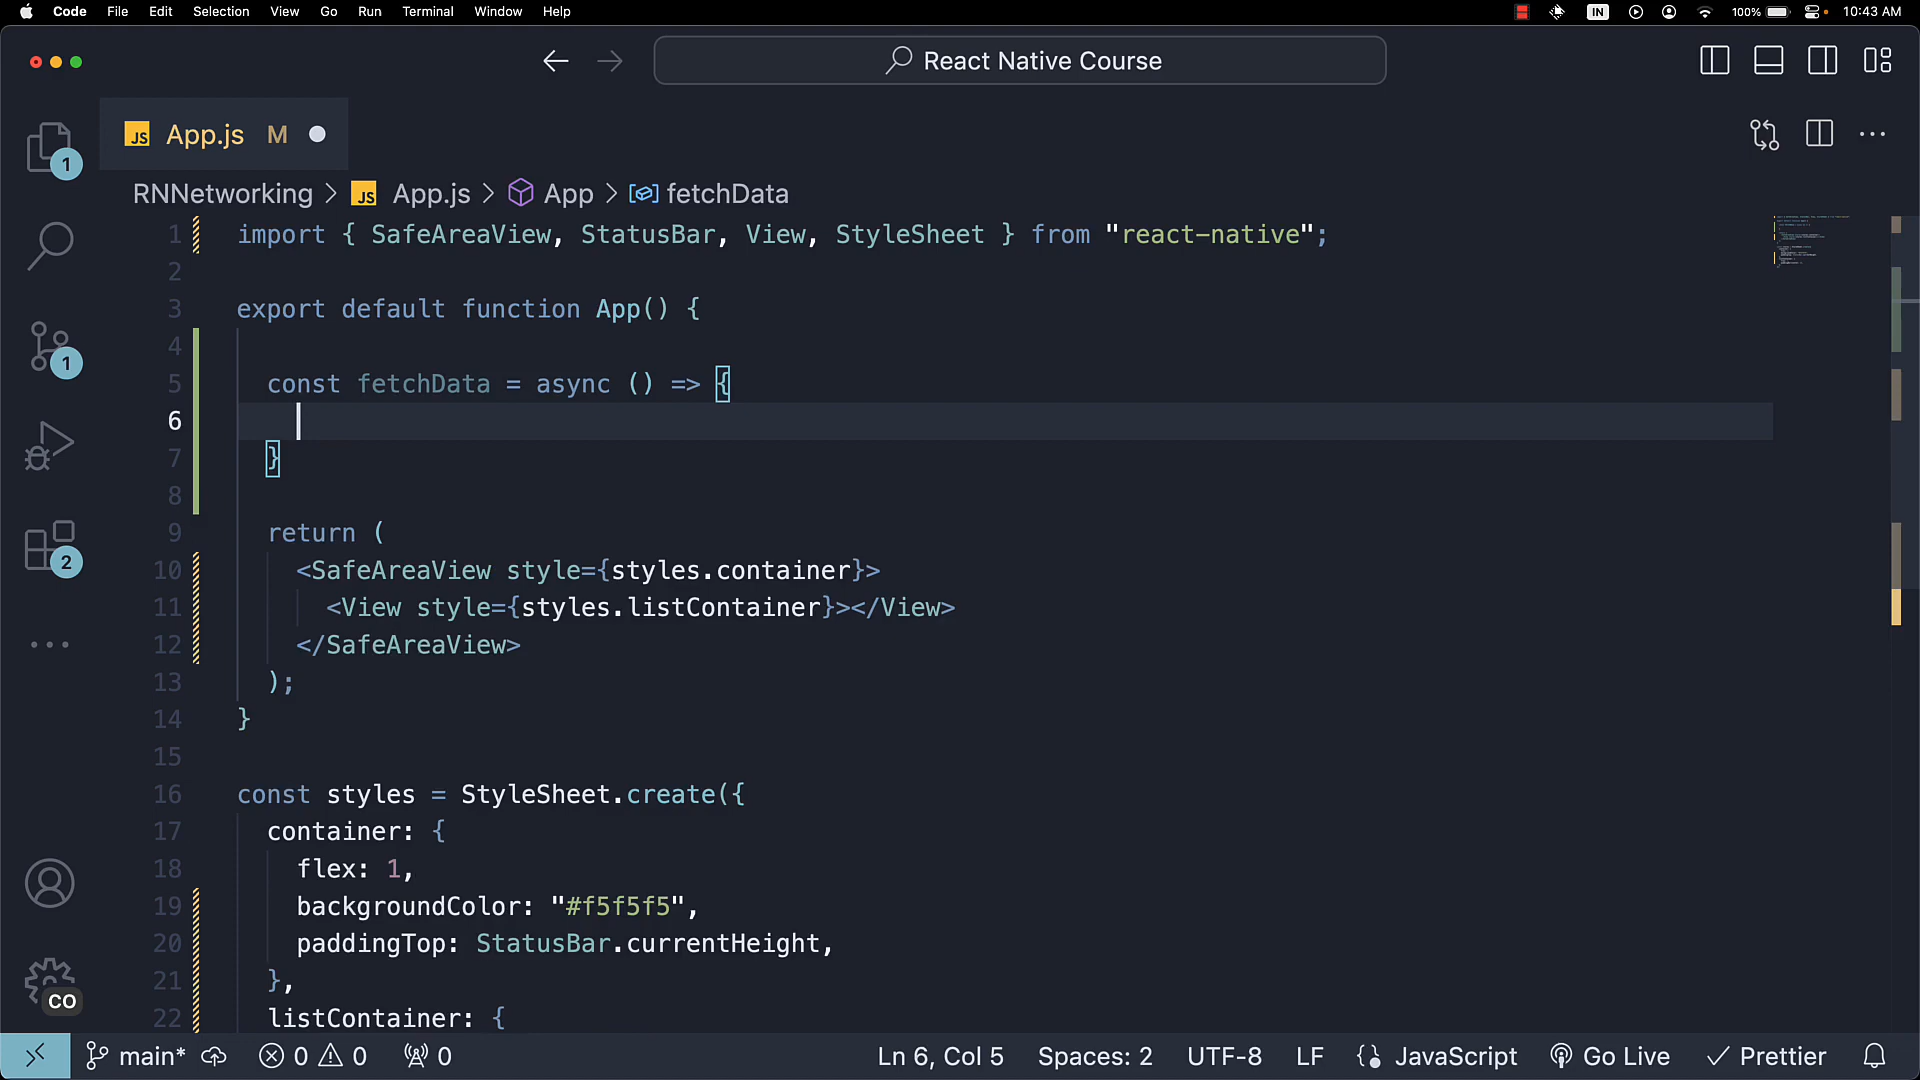 Code File Edit Selection View Go Run Terminal Window Help IN 100% 10:43 AM
React Native Course
JS App.js M
1
RNNetworking > JS App.js > App > fetchData
1 import { SafeAreaView, StatusBar, View, StyleSheet } from "react-native";
2
3 export default function App() {
4
1
5 const fetchData = async () => {
6
7 }
8
9 return (
2
10 <SafeAreaView style={styles.container}>
11 <View style={styles.listContainer}></View>
12 </SafeAreaView>
13 );
14 }
15
16 const styles = StyleSheet.create({
17 container: {
18 flex: 1,
19 backgroundColor: "#f5f5f5",
20 paddingTop: StatusBar.currentHeight,
21 },
CO
22 listContainer: {
main* 0 0 0 Ln 6, Col 5 Spaces: 2 UTF-8 LF JavaScript Go Live Prettier